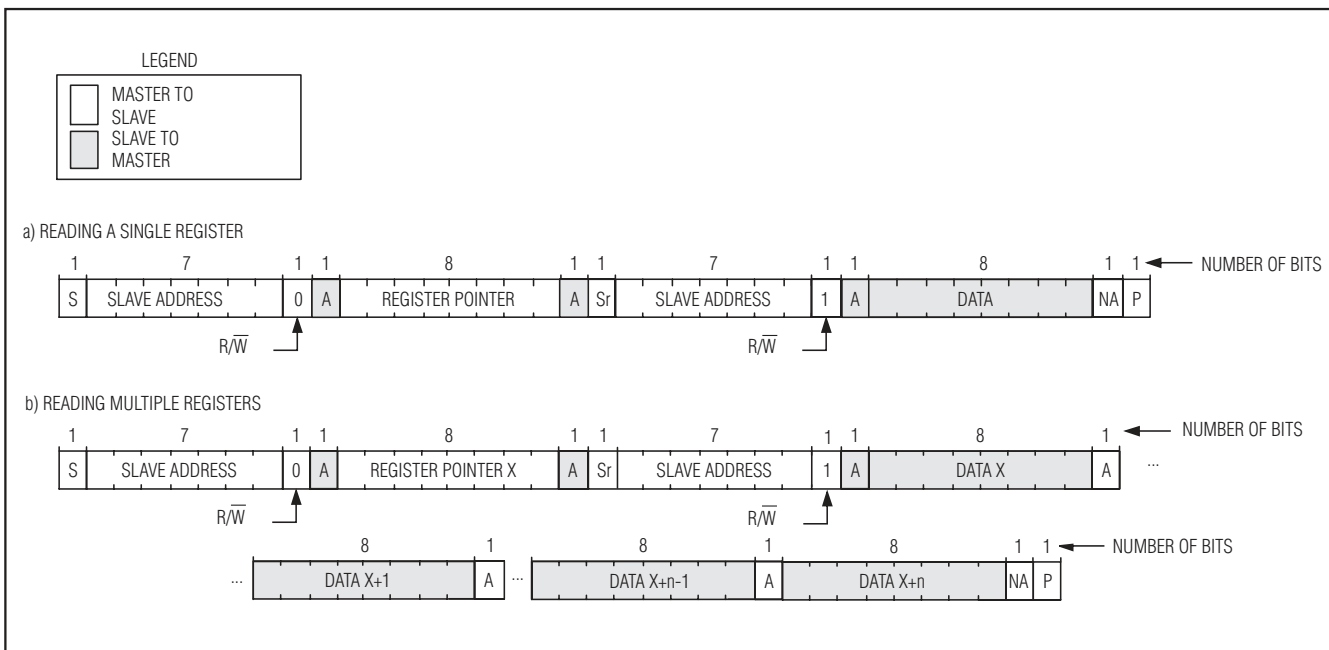 LEGEND
MASTER TO
SLAVE
SLAVE TO
MASTER
a) READING A SINGLE REGISTER
1 7 1 1 8 1 1 7 1 1 8 1 1 NUMBER OF BITS
S SLAVE ADDRESS 0 A REGISTER POINTER A Sr SLAVE ADDRESS 1 A DATA NA P
R/W̅ R/W̅
b) READING MULTIPLE REGISTERS
1 7 1 1 8 1 1 7 1 1 8 1 NUMBER OF BITS
S SLAVE ADDRESS 0 A REGISTER POINTER X A Sr SLAVE ADDRESS 1 A DATA X A ...
R/W̅ R/W̅
8 1 8 1 8 1 1 NUMBER OF BITS
... DATA X+1 A ... DATA X+n-1 A DATA X+n NA P